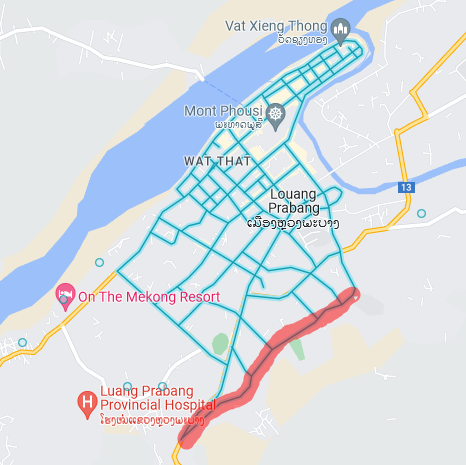 Vat Xieng Thong
ວັດຊຽງທອງ
Mont Phousi
ພະທາດພູສີ
WAT THAT
Louang
Prabang
ເມືອງຫຼວງພະບາງ
13
On The Mekong Resort
H
Luang Prabang
Provincial Hospital
ໂຮງໝໍແຂວງຫຼວງພະບາງ